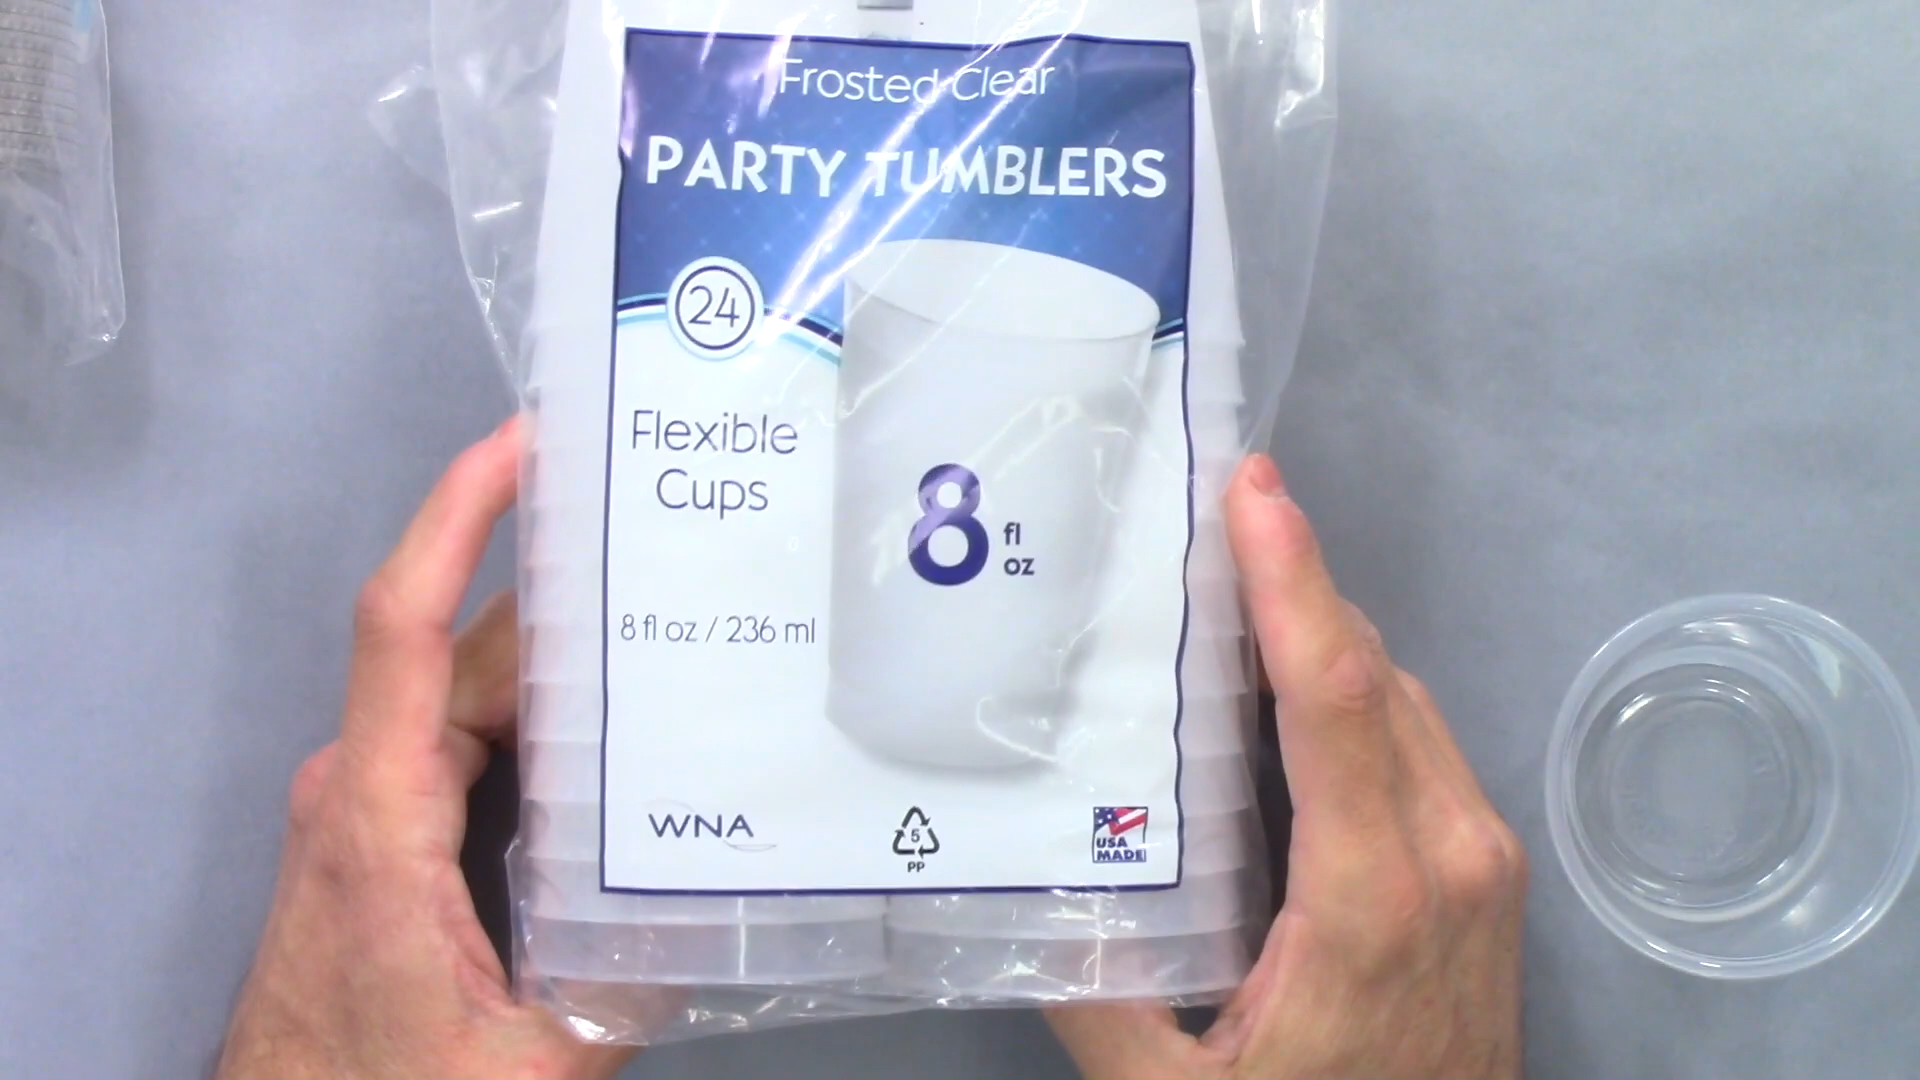 Frosted Clear
PARTY TUMBLERS
24
Flexible
Cups
8 fl oz
8 fl oz / 236 ml
WNA
5
PP
USA
MADE